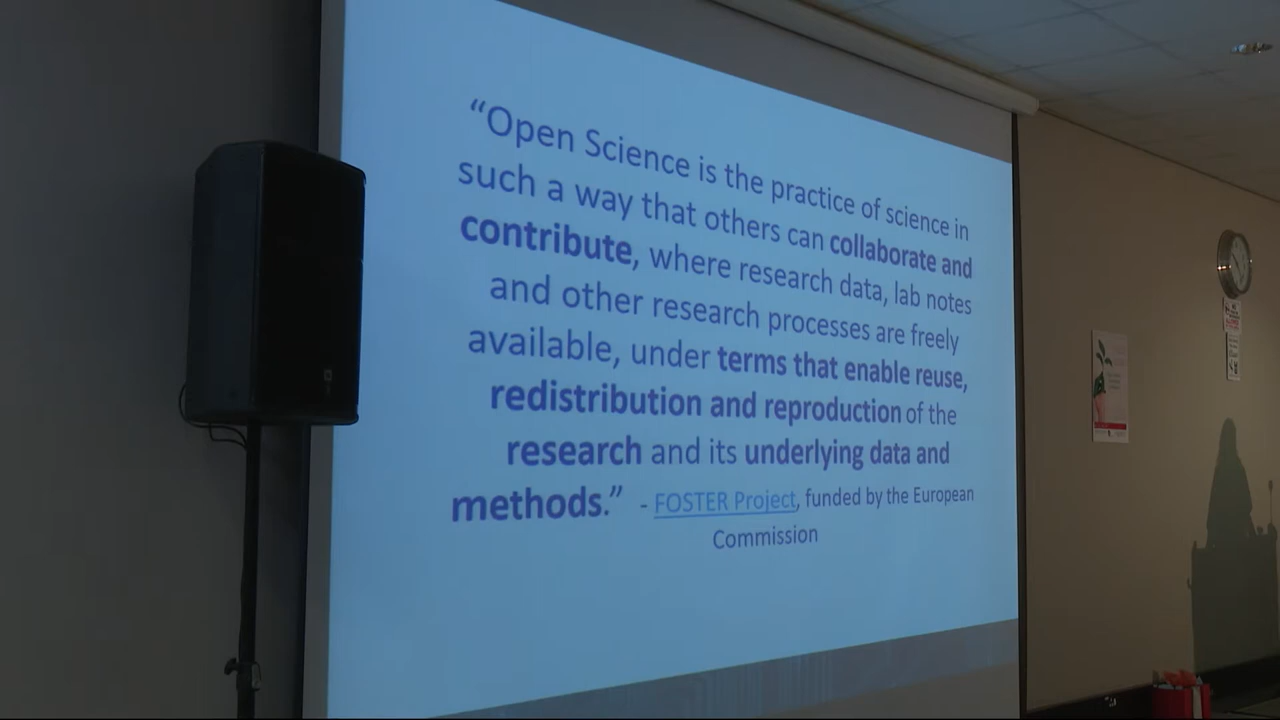 “Open Science is the practice of science in
such a way that others can collaborate and
contribute, where research data, lab notes
and other research processes are freely
available, under terms that enable reuse,
redistribution and reproduction of the
research and its underlying data and
methods.” - FOSTER Project, funded by the European
Commission